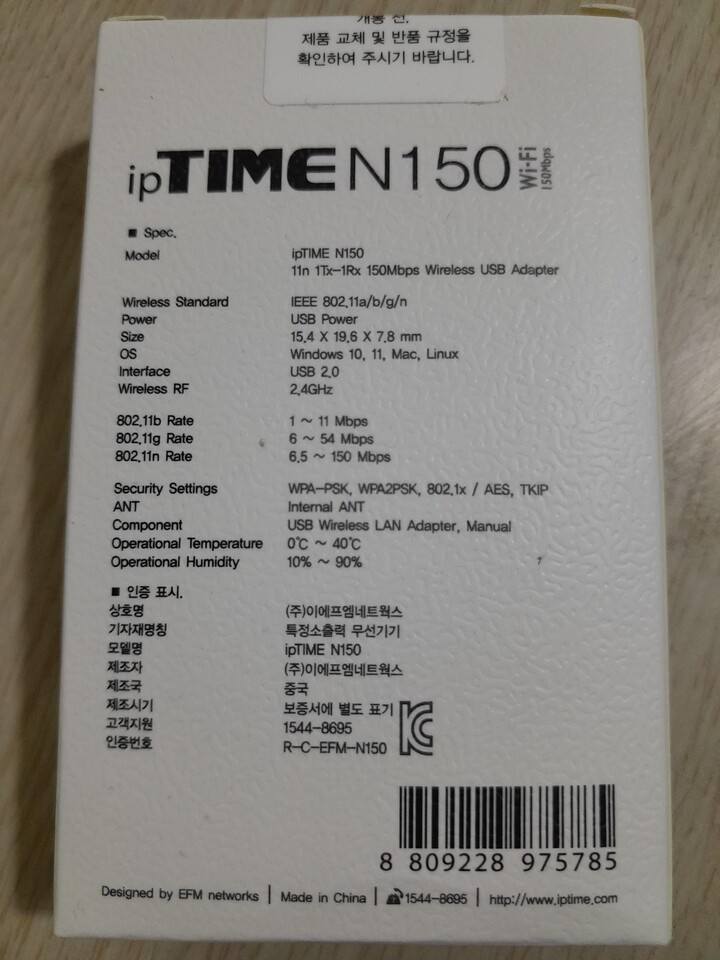 개봉 전,
제품 교체 및 반품 규정을
확인하여 주시기 바랍니다.
ipTIME N150 Wi-Fi 150Mbps
■ Spec.
Model ipTIME N150
11n 1Tx-1Rx 150Mbps Wireless USB Adapter
Wireless Standard IEEE 802.11a/b/g/n
Power USB Power
Size 15.4 X 19.6 X 7.8 mm
OS Windows 10, 11, Mac, Linux
Interface USB 2.0
Wireless RF 2.4GHz
802.11b Rate 1 ~ 11 Mbps
802.11g Rate 6 ~ 54 Mbps
802.11n Rate 6.5 ~ 150 Mbps
Security Settings WPA-PSK, WPA2PSK, 802.1x / AES, TKIP
ANT Internal ANT
Component USB Wireless LAN Adapter, Manual
Operational Temperature 0℃ ~ 40℃
Operational Humidity 10% ~ 90%
■ 인증 표시.
상호명 (주)이에프엠네트웍스
기자재명칭 특정소출력 무선기기
모델명 ipTIME N150
제조자 (주)이에프엠네트웍스
제조국 중국
제조시기 보증서에 별도 표기
고객지원 1544-8695
인증번호 R-C-EFM-N150
8 809228 975785
Designed by EFM networks | Made in China | 1544-8695 | http://www.iptime.com